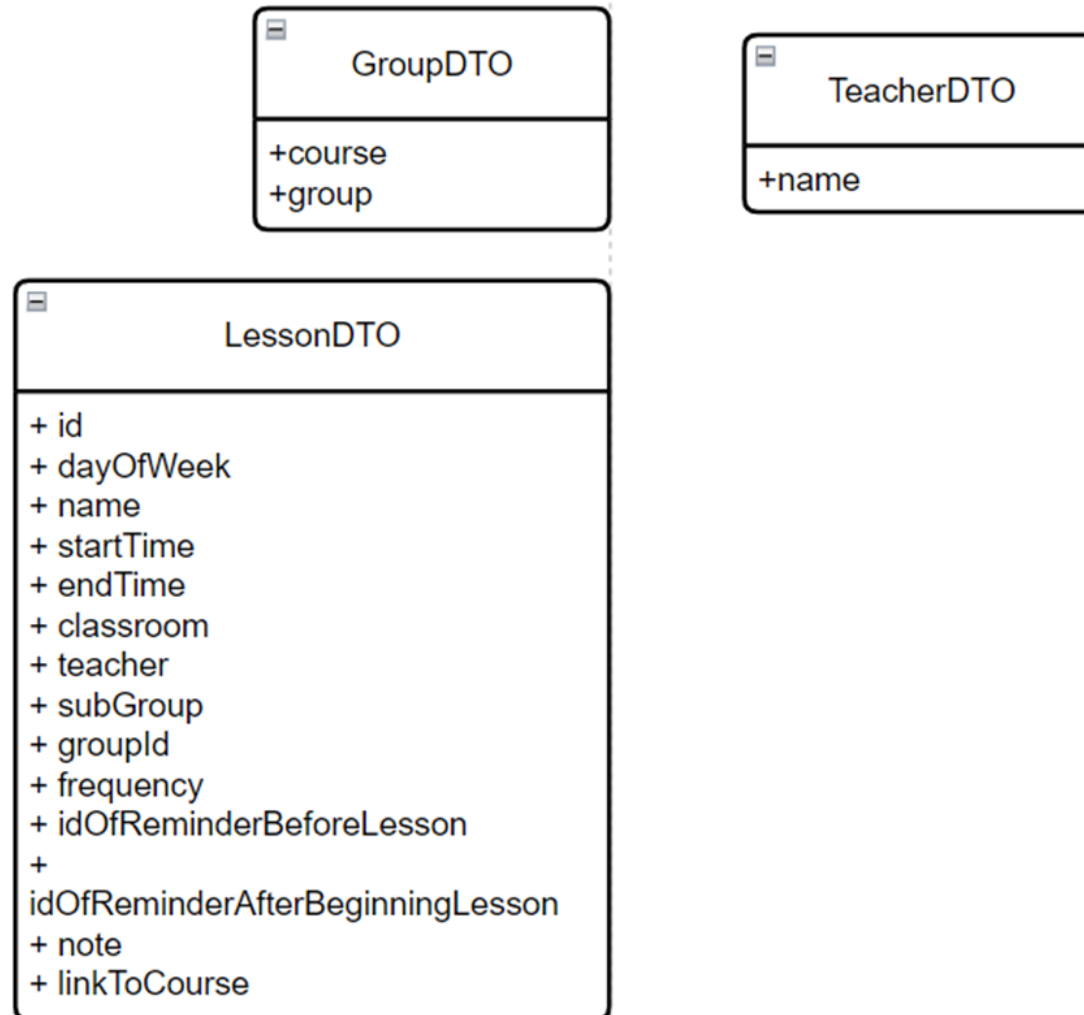 GroupDTO
+course
+group
TeacherDTO
+name
LessonDTO
+ id
+ dayOfWeek
+ name
+ startTime
+ endTime
+ classroom
+ teacher
+ subGroup
+ groupId
+ frequency
+ idOfReminderBeforeLesson
+
idOfReminderAfterBeginningLesson
+ note
+ linkToCourse